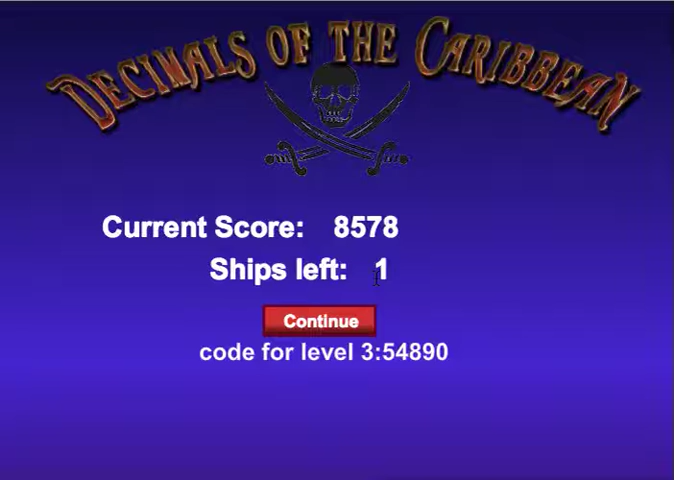 DECIMALS OF THE CARIBBEAN
Current Score: 8578
Ships left: 1
Continue
code for level 3:54890